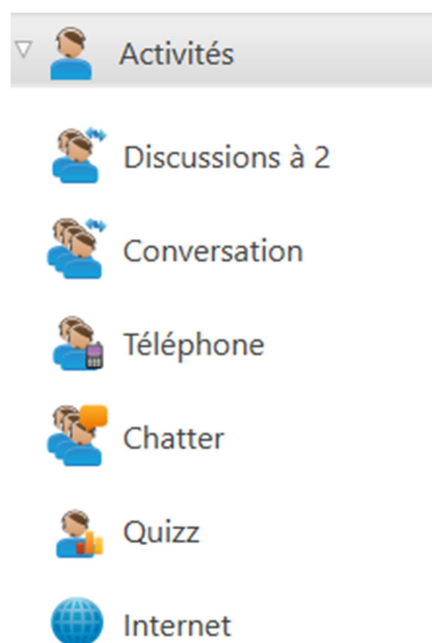 Activités
Discussions à 2
Conversation
Téléphone
Chatter
Quizz
Internet